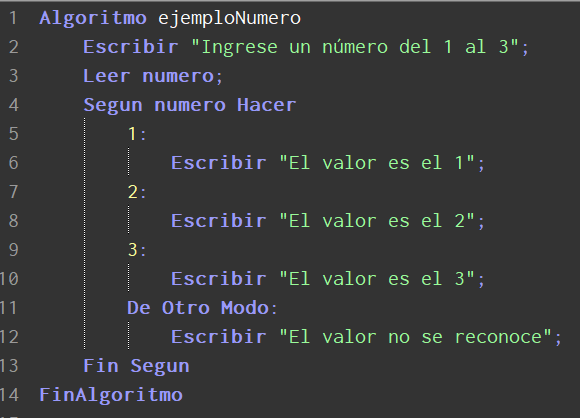 1 Algoritmo ejemploNumero
2 Escribir "Ingrese un número del 1 al 3";
3 Leer numero;
4 Segun numero Hacer
5 1:
6 Escribir "El valor es el 1";
7 2:
8 Escribir "El valor es el 2";
9 3:
10 Escribir "El valor es el 3";
11 De Otro Modo:
12 Escribir "El valor no se reconoce";
13 Fin Segun
14 FinAlgoritmo